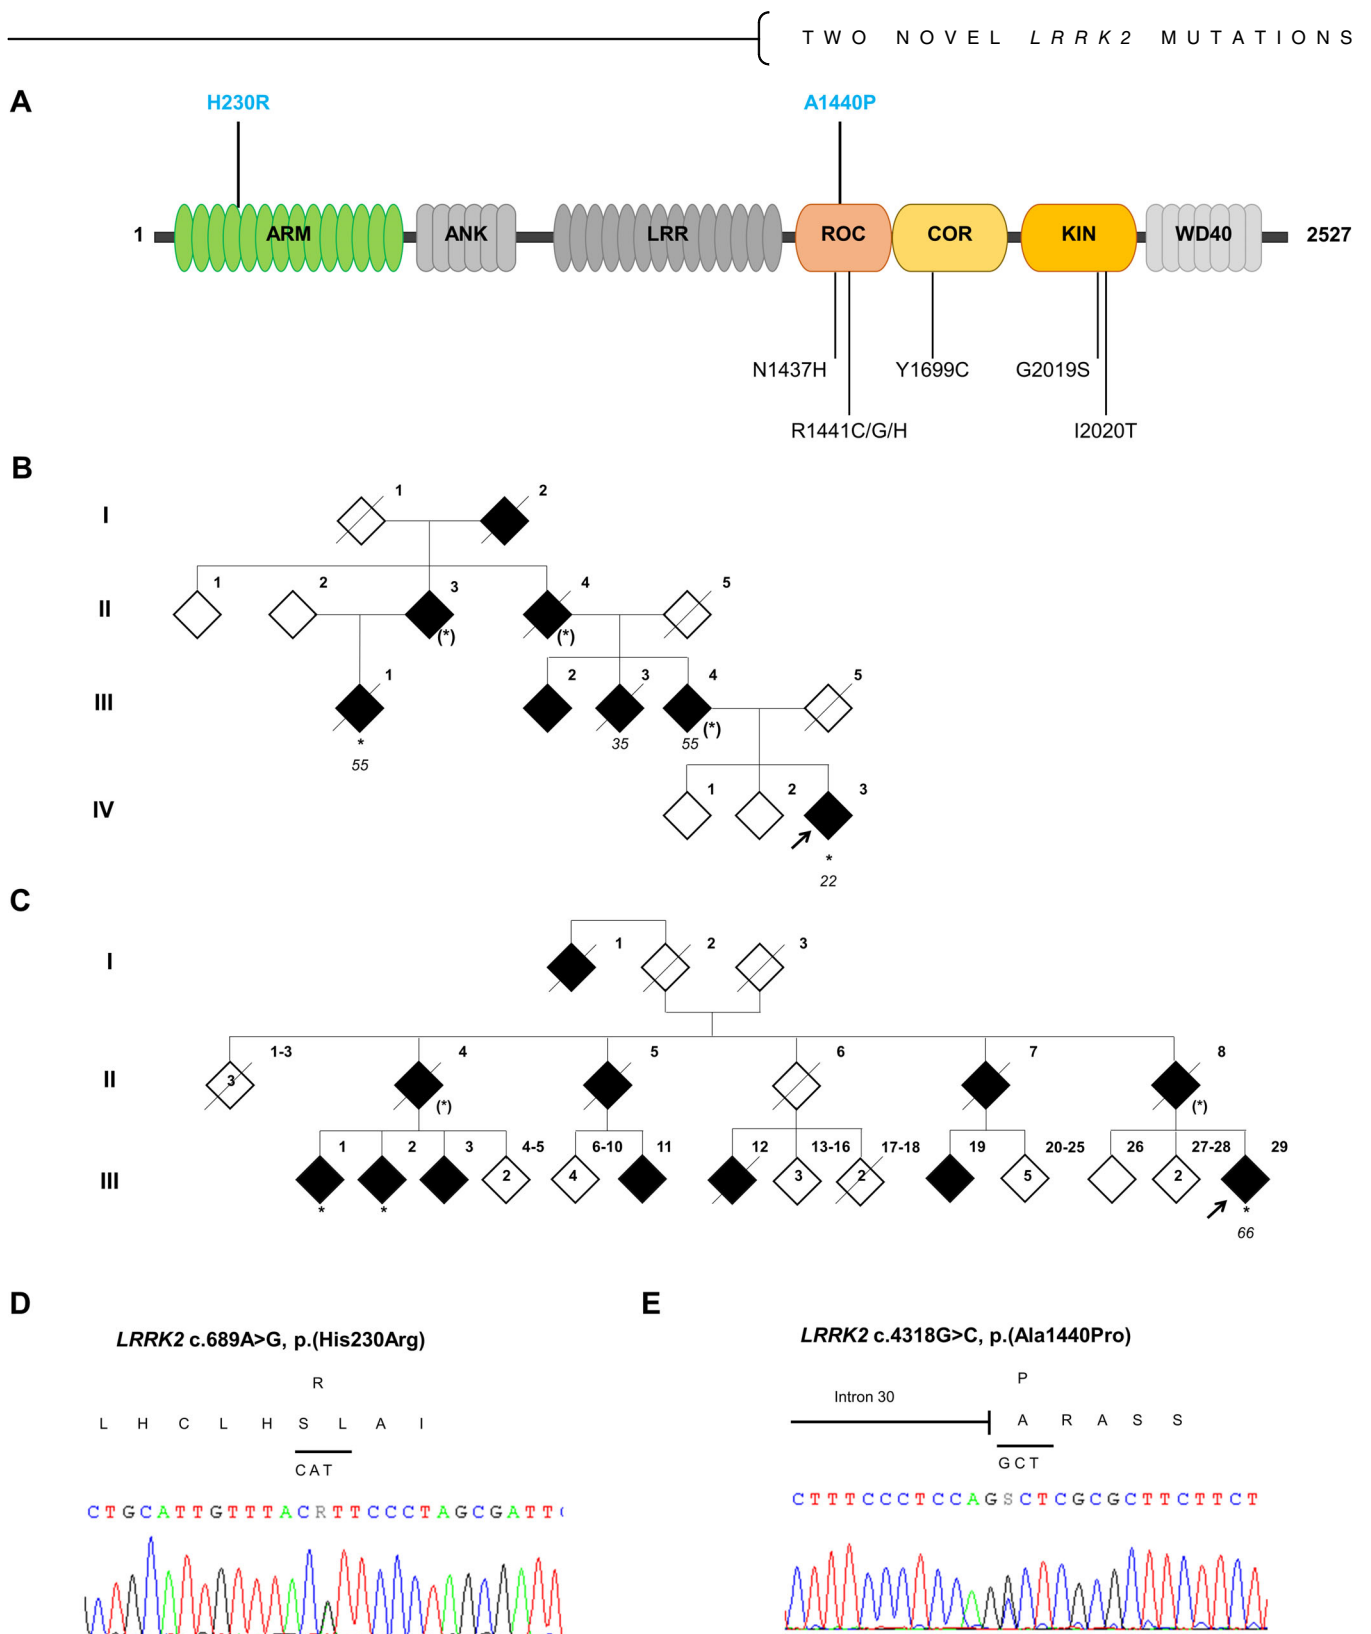 TWO NOVEL LRRK2 MUTATIONS
A
H230R A1440P
1 ARM ANK LRR ROC COR KIN WD40 2527
N1437H Y1699C G2019S
R1441C/G/H I2020T
B
I 1 2
II 1 2 3 4 5
(*) (*)
III 1 2 3 4 5
(*)
* 35 55
55
IV 1 2 3
*
22
C
I 1 2 3
II 1-3 4 5 6 7 8
3
(*) (*)
III 1 2 3 4-5 6-10 11 12 13-16 17-18 19 20-25 26 27-28 29
2 4 3 2 5 2
* * *
66
D E
LRRK2 c.689A>G, p.(His230Arg) LRRK2 c.4318G>C, p.(Ala1440Pro)
R P
Intron 30
L H C L H S L A I A R A S S
CAT GCT
CTGCATTGTTTACRTTCCCTAGCGATT CTTTCCCTCCAGSCTCGCGCTTCTTCT